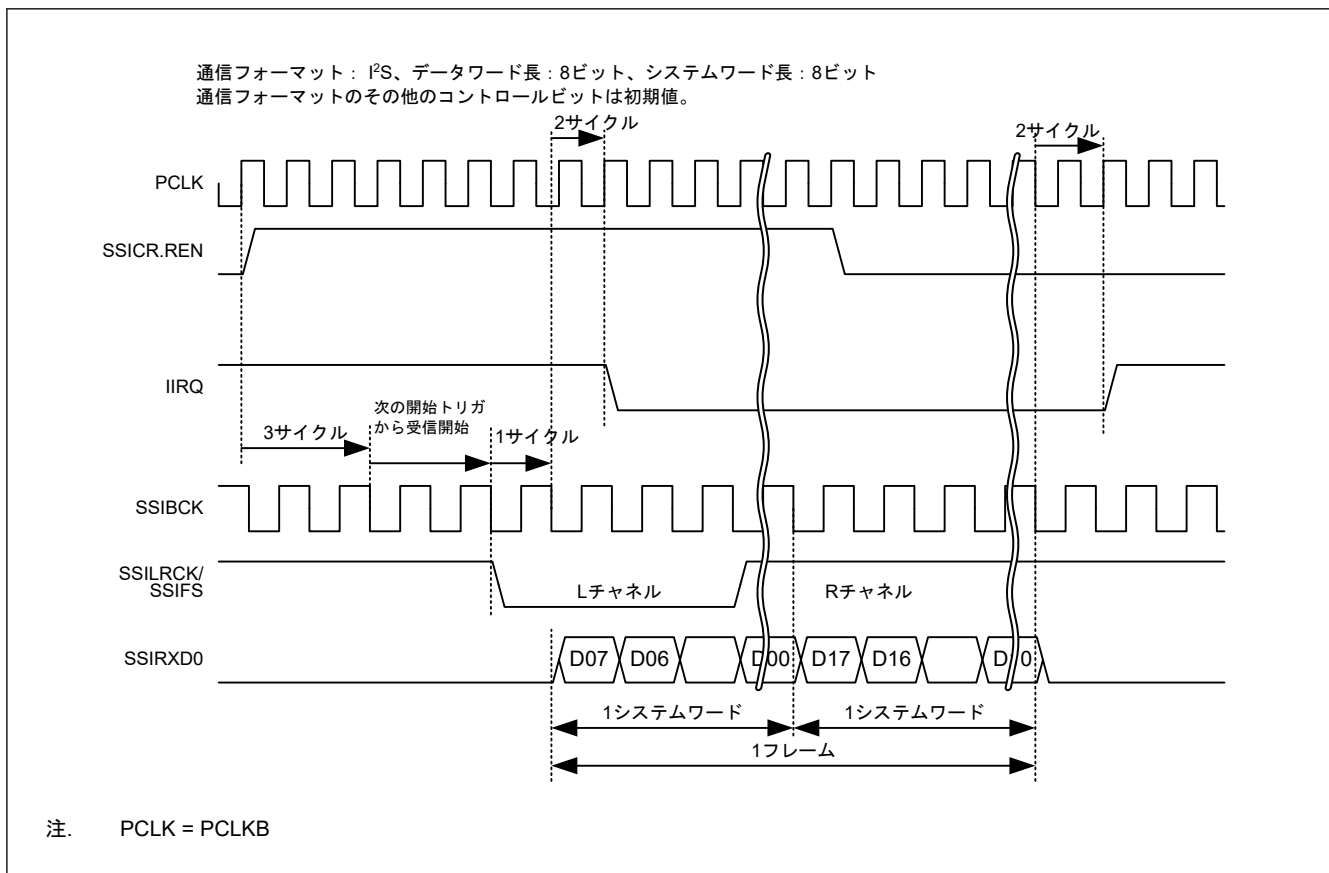 通信フォーマット： I²S、データワード長：8ビット、システムワード長：8ビット
通信フォーマットのその他のコントロールビットは初期値。
2サイクル
2サイクル
PCLK
SSICR.REN
IIRQ
次の開始トリガ
から受信開始
3サイクル
1サイクル
SSIBCK
SSILRCK/
SSIFS
Lチャネル
Rチャネル
SSIRXD0
D07 D06 D00 D17 D16 D10
1システムワード
1システムワード
1フレーム
注. PCLK = PCLKB